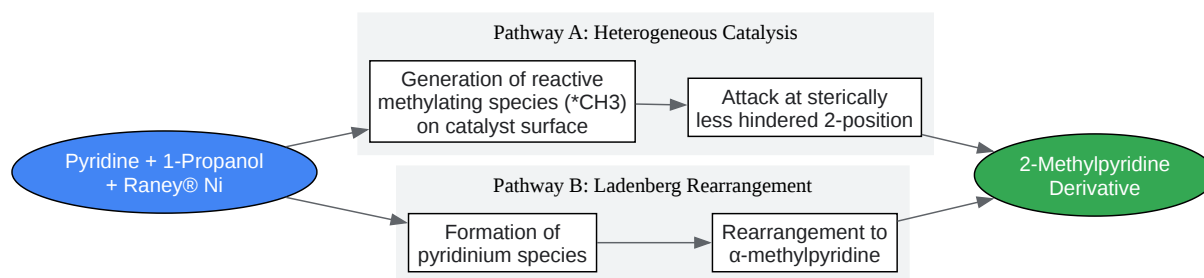 Pathway A: Heterogeneous Catalysis
Generation of reactive
methylating species (*CH3)
on catalyst surface
Attack at sterically
less hindered 2-position
Pyridine + 1-Propanol
+ Raney® Ni
2-Methylpyridine
Derivative
Pathway B: Ladenberg Rearrangement
Formation of
pyridinium species
Rearrangement to
α-methylpyridine